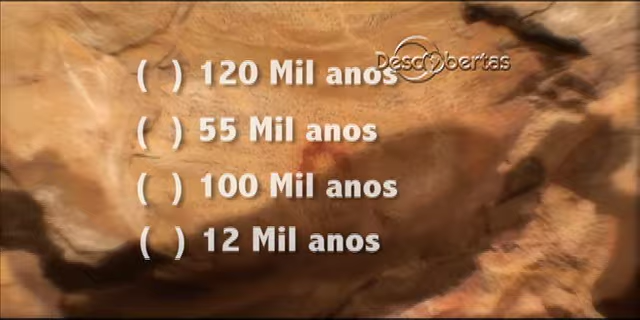 Descobertas
( ) 120 Mil anos
( ) 55 Mil anos
( ) 100 Mil anos
( ) 12 Mil anos